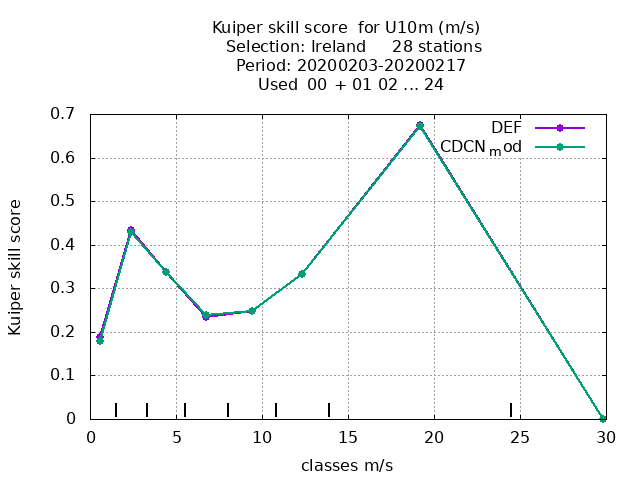 Kuiper skill score  for U10m (m/s)
Selection: Ireland     28 stations
Period: 20200203-20200217
Used  00  + 01 02 ... 24
0.7
DEF
CDCN_mod
0.6
0.5
0.4
0.3
0.2
0.1
0
Kuiper skill score
0 5 10 15 20 25 30
classes m/s